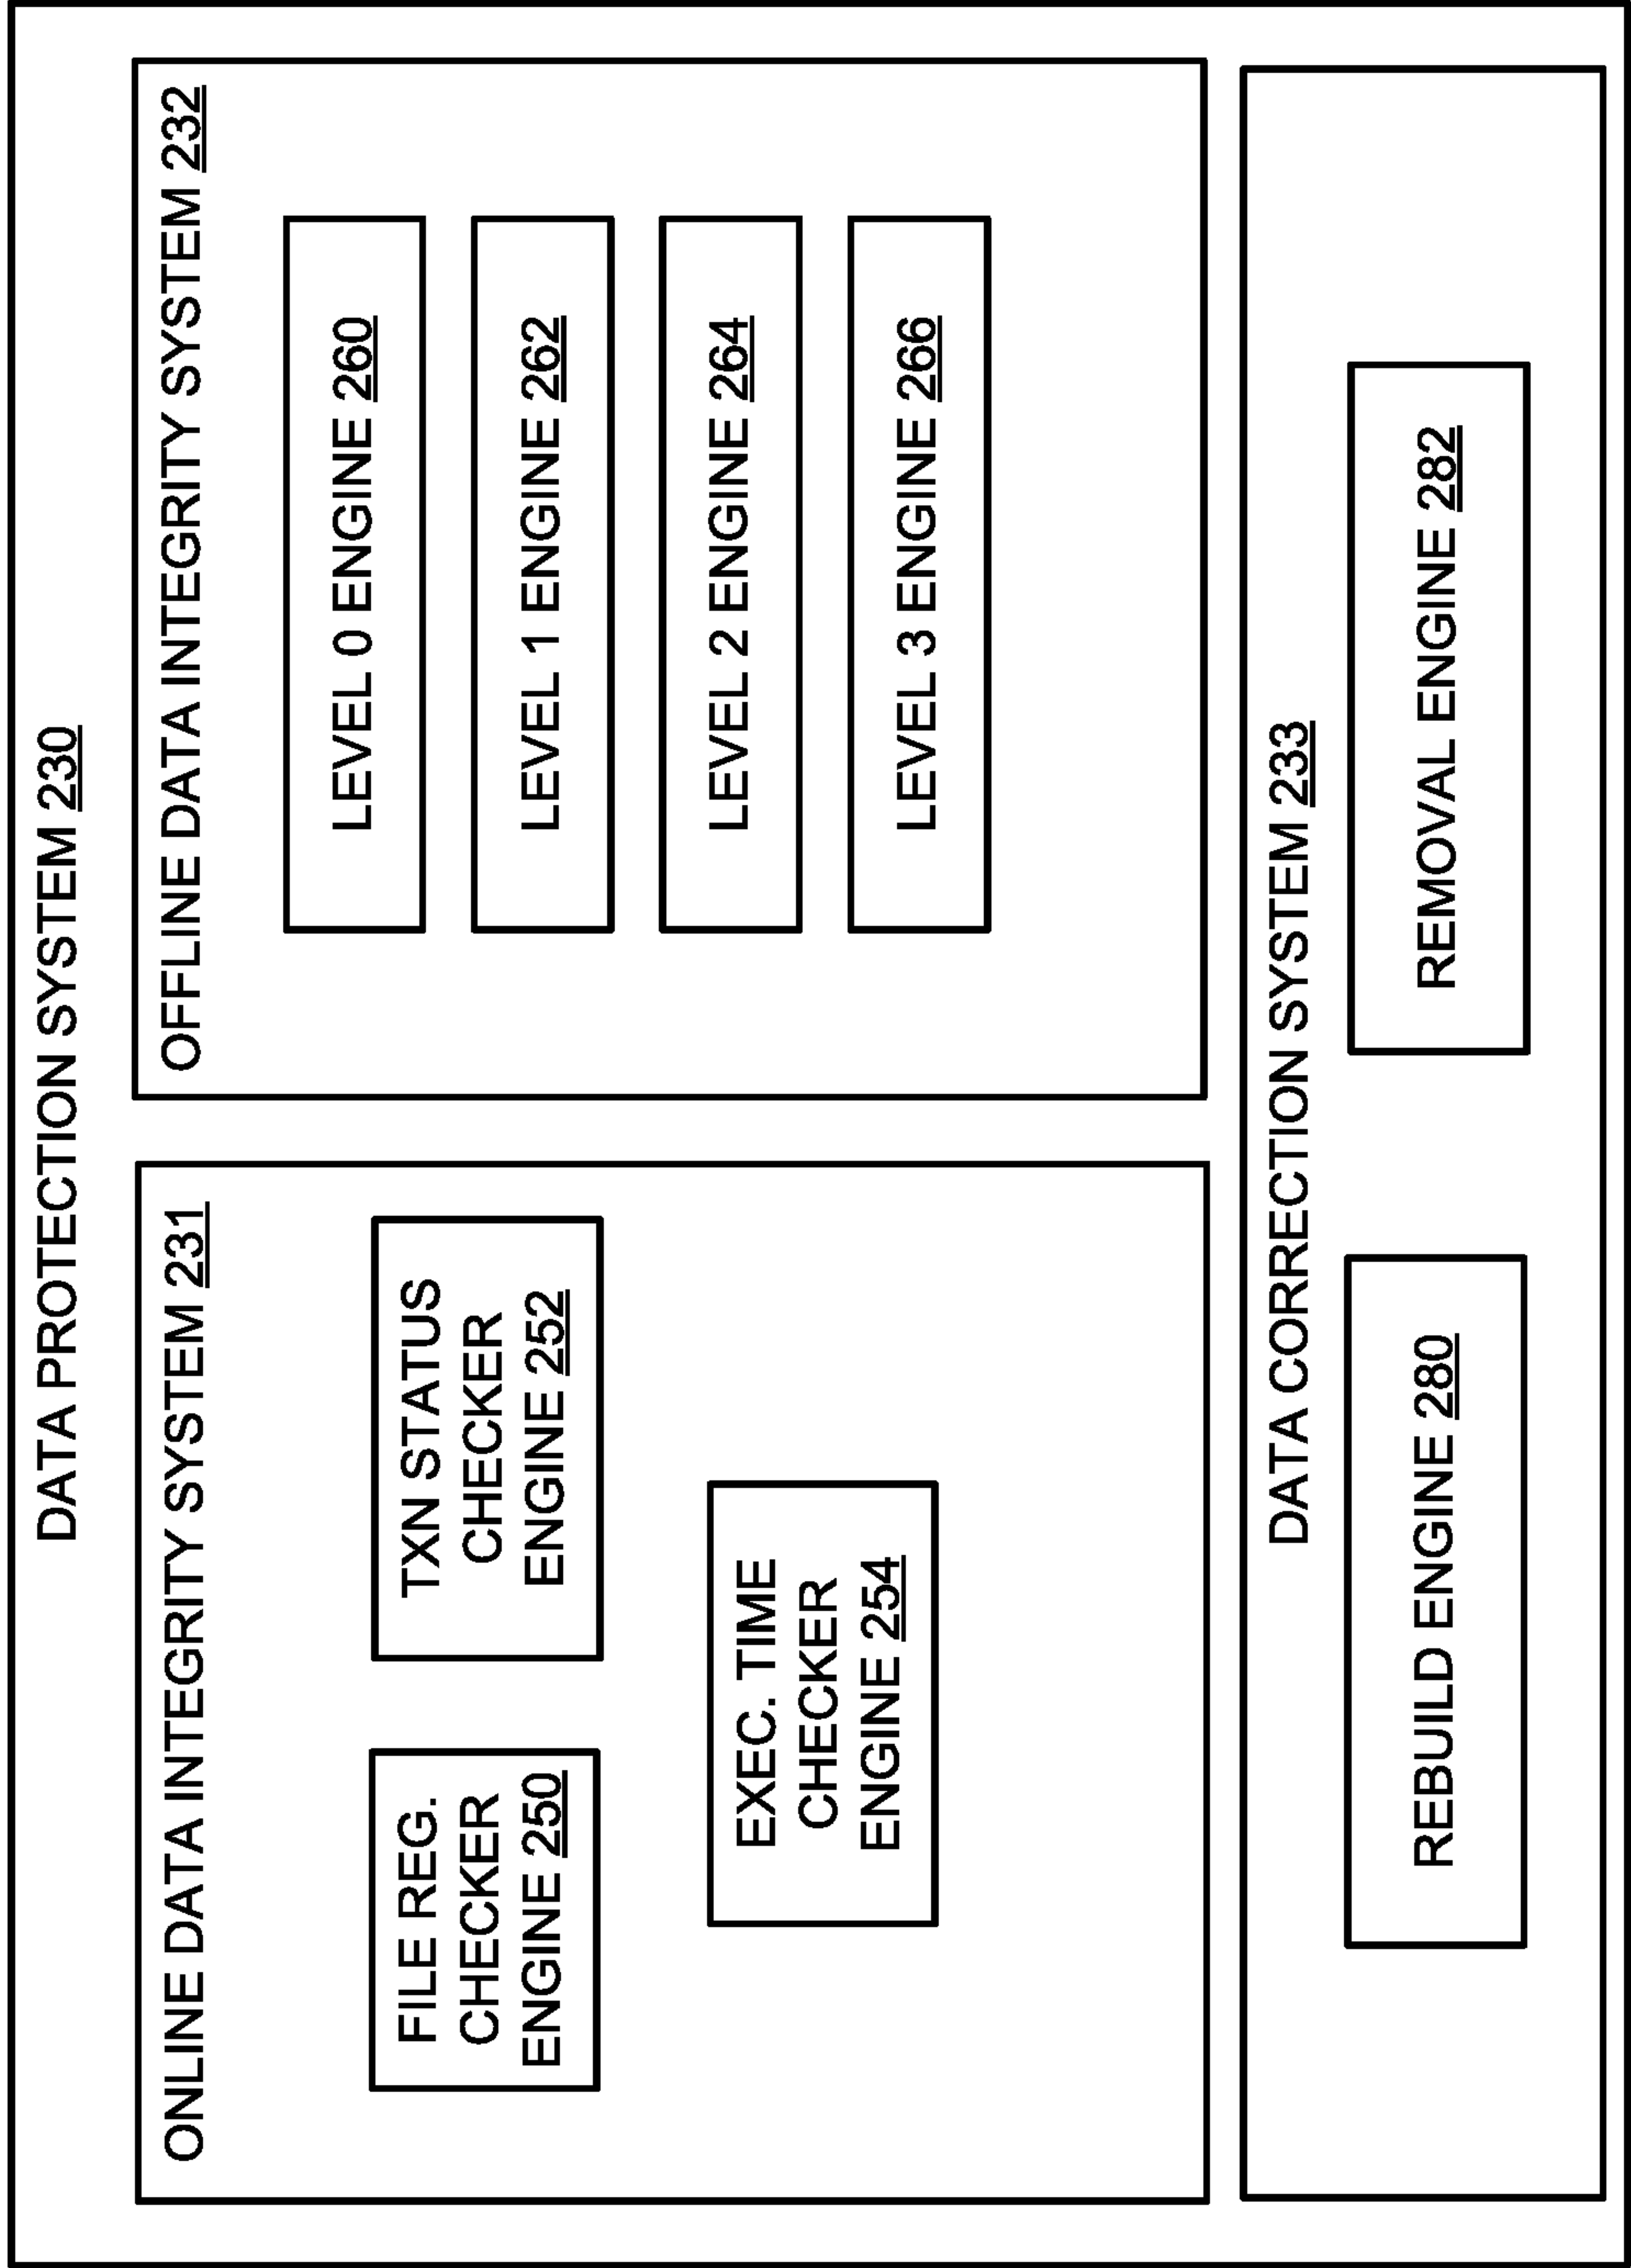 DATA PROTECTION SYSTEM 230
ONLINE DATA INTEGRITY SYSTEM 231
FILE REG.
CHECKER
ENGINE 250
TXN STATUS
CHECKER
ENGINE 252
EXEC. TIME
CHECKER
ENGINE 254
OFFLINE DATA INTEGRITY SYSTEM 232
LEVEL 0 ENGINE 260
LEVEL 1 ENGINE 262
LEVEL 2 ENGINE 264
LEVEL 3 ENGINE 266
DATA CORRECTION SYSTEM 233
REBUILD ENGINE 280
REMOVAL ENGINE 282